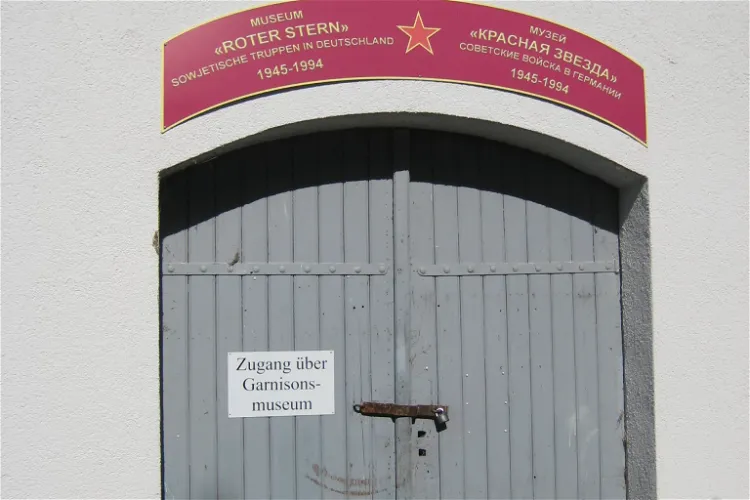 MUSEUM
«ROTER STERN»
SOWJETISCHE TRUPPEN IN DEUTSCHLAND
1945-1994
МУЗЕЙ
«КРАСНАЯ ЗВЕЗДА»
СОВЕТСКИЕ ВОЙСКА В ГЕРМАНИИ
1945-1994
Zugang über
Garnisons-
museum